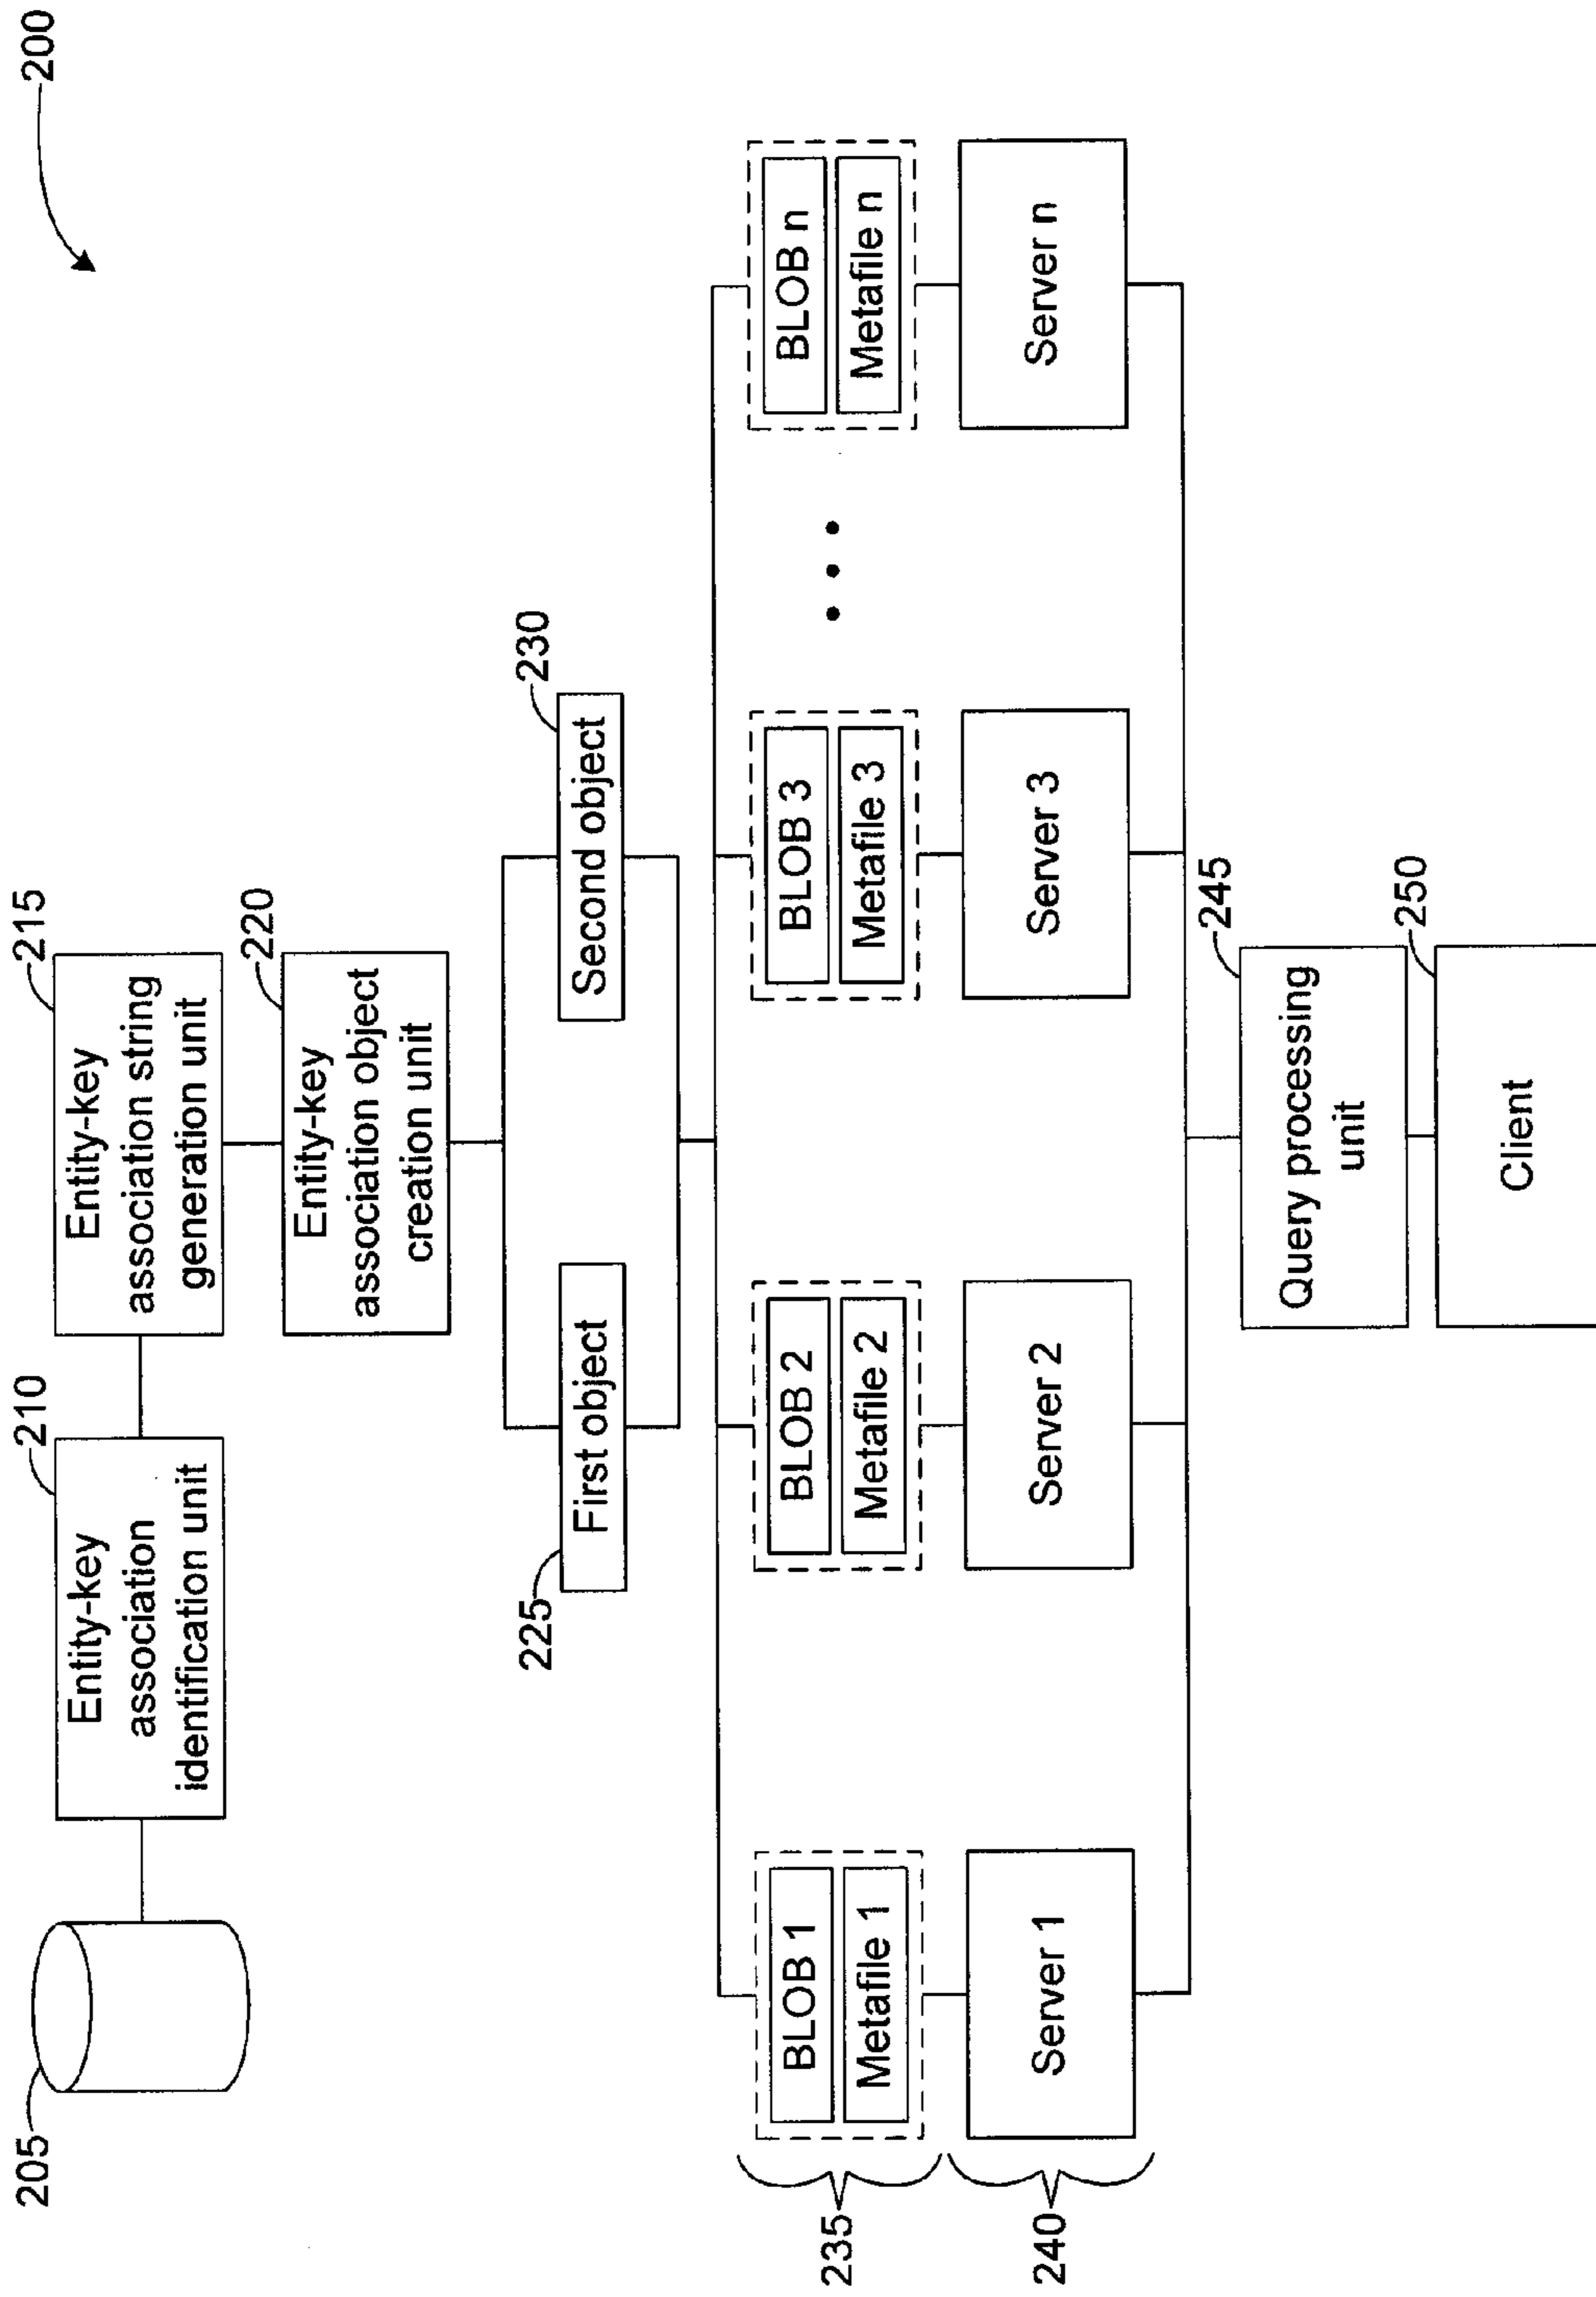 200
205
210
215
Entity-key
association
identification unit
Entity-key
association string
generation unit
220
Entity-key
association object
creation unit
225
First object
230
Second object
235
BLOB 1
Metafile 1
BLOB 2
Metafile 2
BLOB 3
Metafile 3
BLOB n
Metafile n
240
Server 1
Server 2
Server 3
Server n
245
Query processing
unit
250
Client